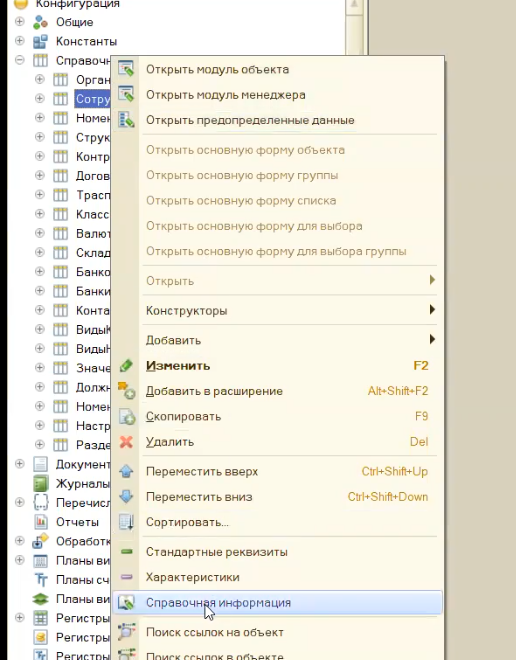 Конфигурация
Общие
Константы
Справочн
Орган
Сотру
Номен
Струк
Контр
Догов
Трасп
Класс
Валют
Склад
Банко
Банки
Конта
ВидыК
ВидыН
Значе
Должн
Номен
Настр
Разде
Документ
Журналы
Перечисл
Отчеты
Обработк
Планы ви
Планы сч
Планы ви
Регистры
Регистры
Регистры
Открыть модуль объекта
Открыть модуль менеджера
Открыть предопределенные данные
Открыть основную форму объекта
Открыть основную форму группы
Открыть основную форму списка
Открыть основную форму для выбора
Открыть основную форму для выбора группы
Открыть
Конструкторы
Добавить
Изменить F2
Добавить в расширение Alt+Shift+F2
Скопировать F9
Удалить Del
Переместить вверх Ctrl+Shift+Up
Переместить вниз Ctrl+Shift+Down
Сортировать...
Стандартные реквизиты
Характеристики
Справочная информация
Поиск ссылок на объект
Поиск ссылок в объекте